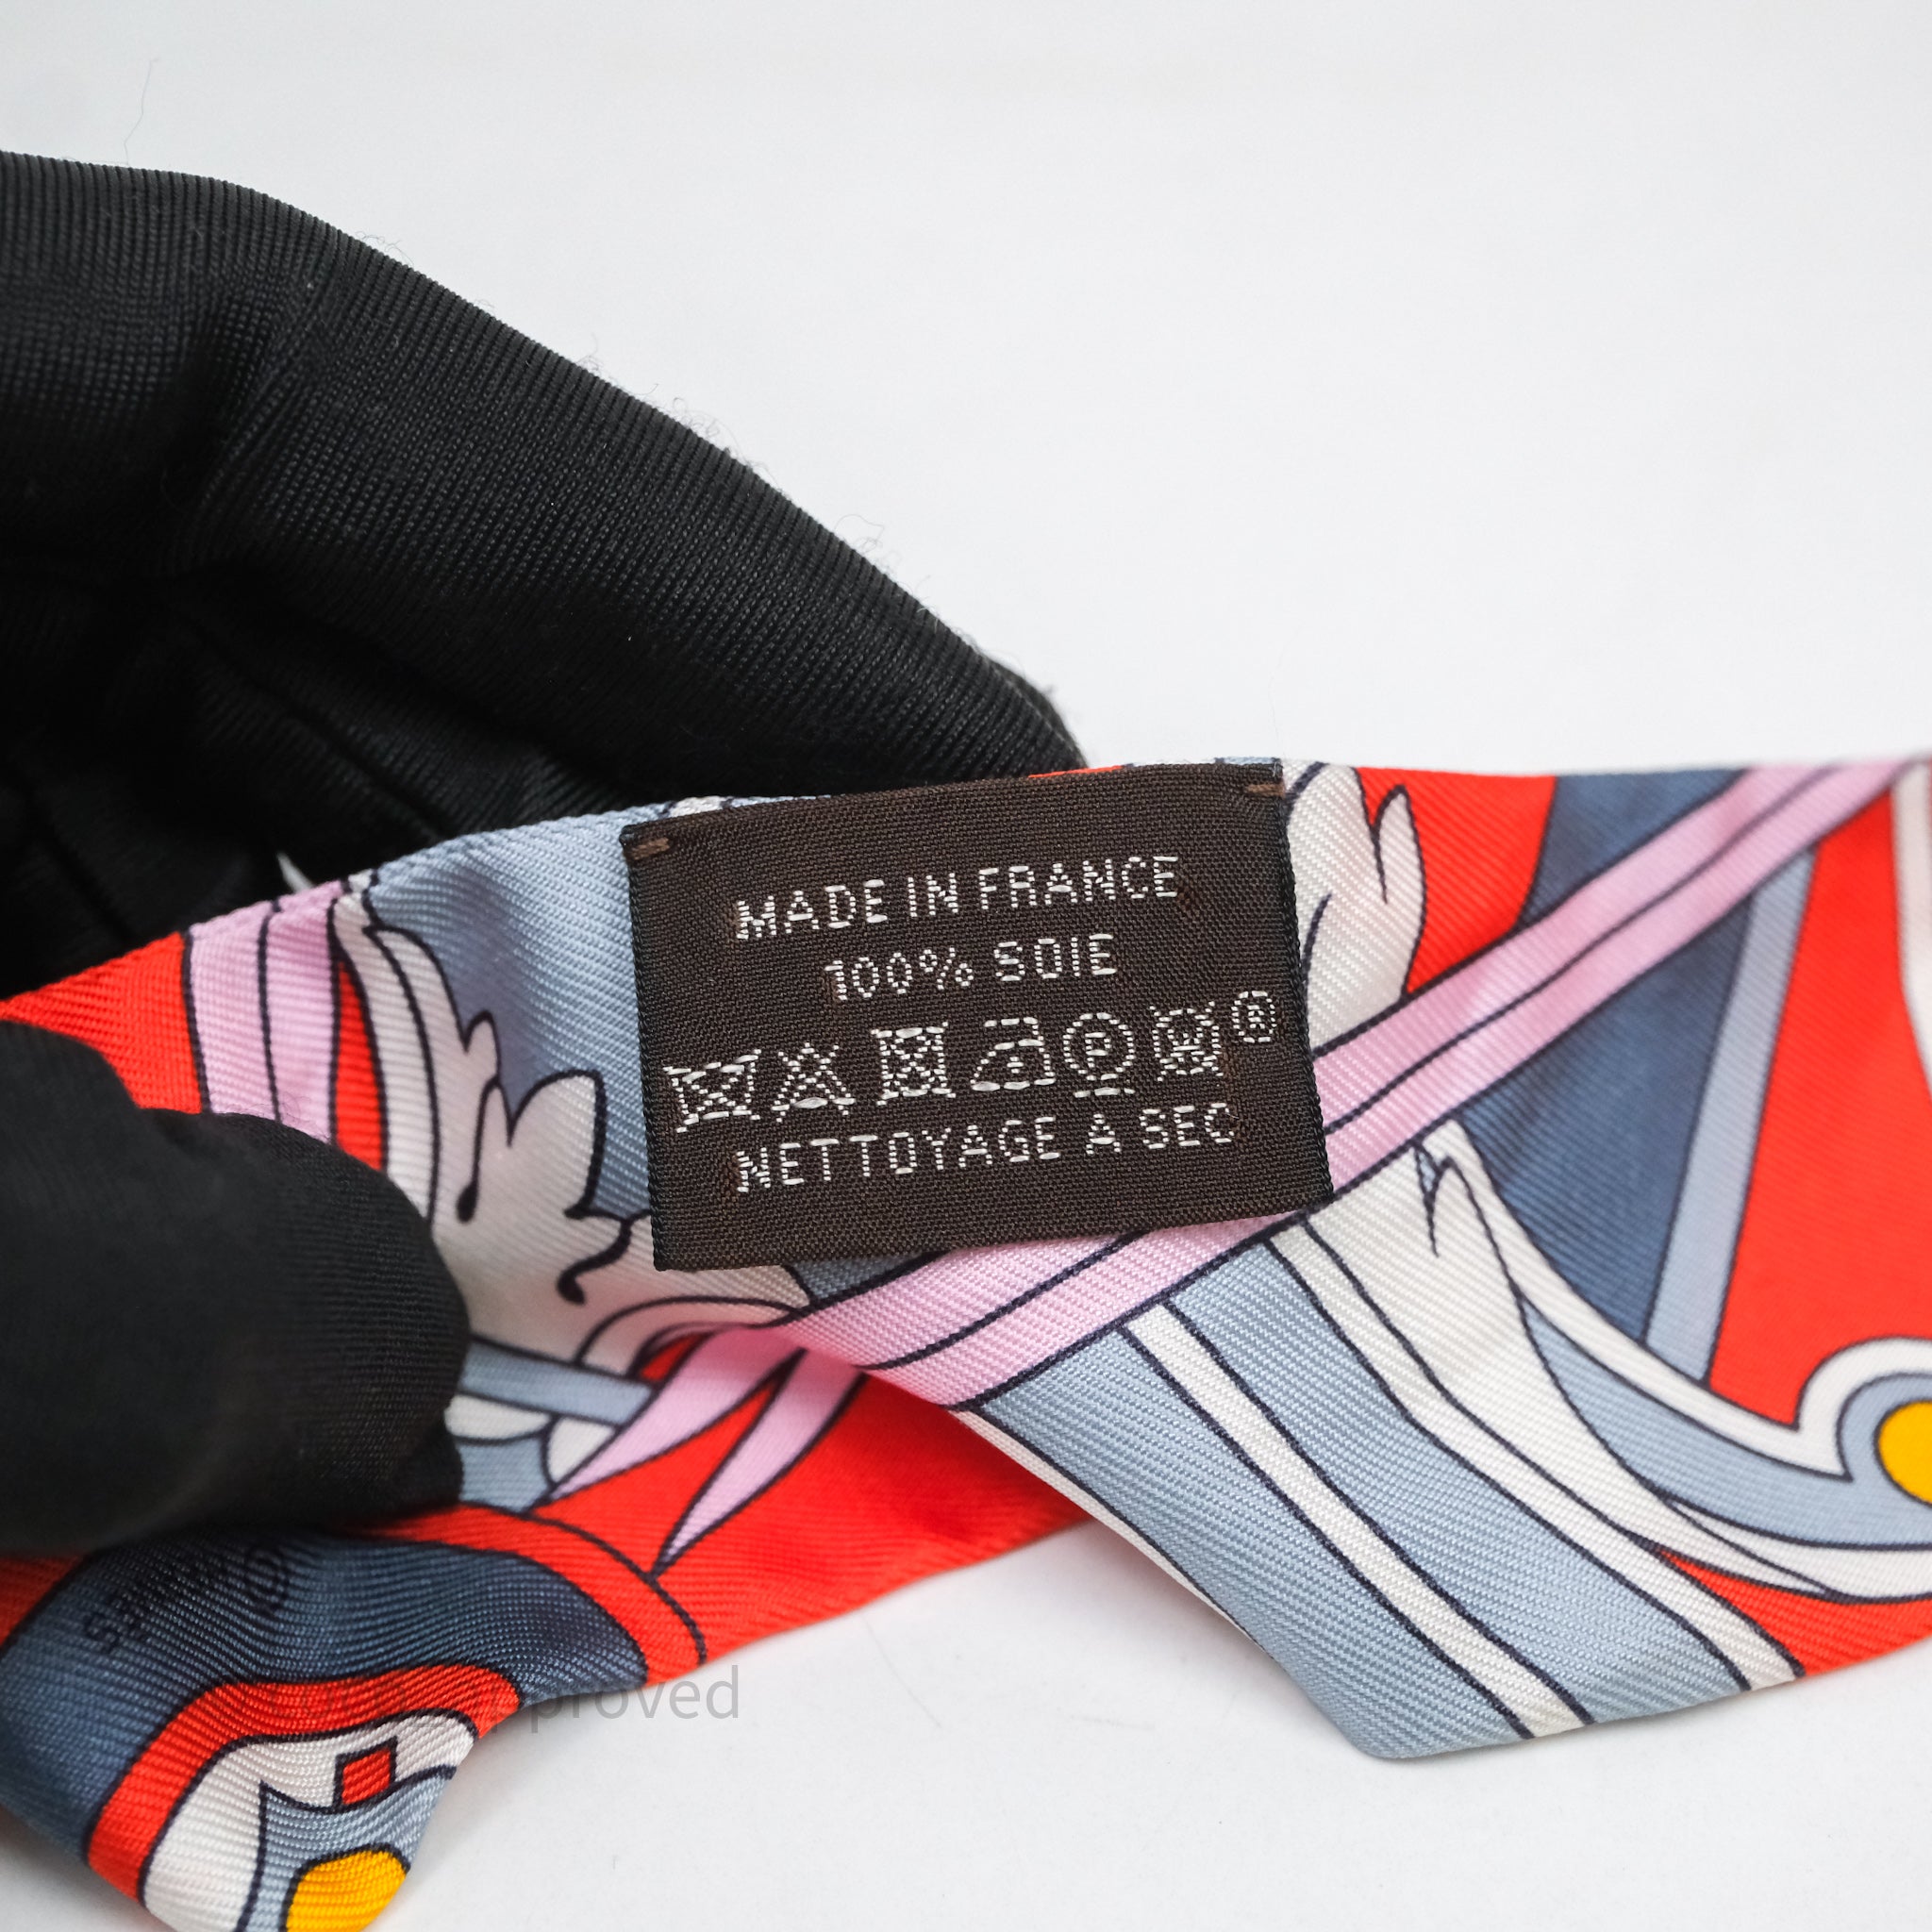 MADE IN FRANCE
100% SOIE
P ®
NETTOYAGE A SEC